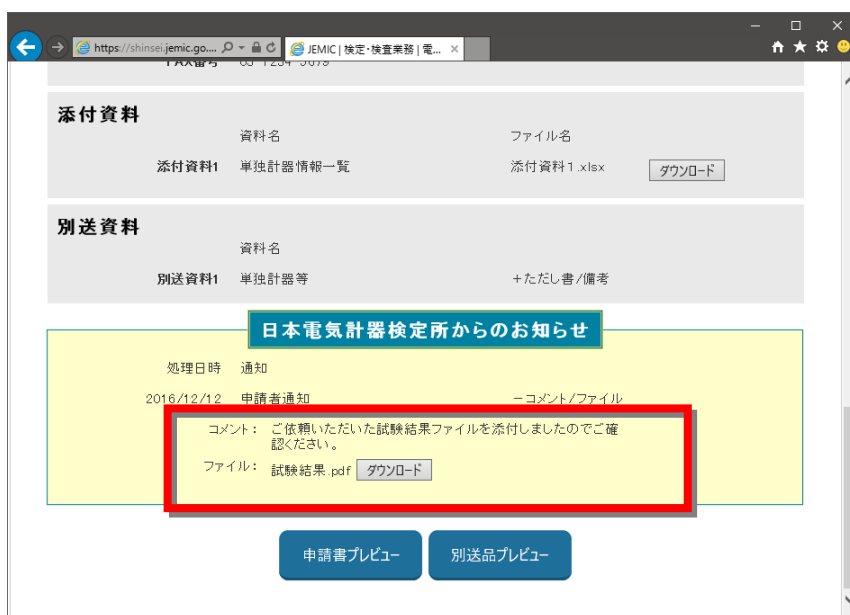 https://shinsei.jemic.go....
JEMIC | 検定・検査業務 | 電...
FAX番号 03-1234-5679
添付資料
資料名 ファイル名
添付資料1 単独計器情報一覧 添付資料1.xlsx ダウンロード
別送資料
資料名
別送資料1 単独計器等 +ただし書/備考
日本電気計器検定所からのお知らせ
処理日時 通知
2016/12/12 申請者通知 -コメント/ファイル
コメント: ご依頼いただいた試験結果ファイルを添付しましたのでご確
認ください。
ファイル: 試験結果.pdf ダウンロード
申請書プレビュー 別送品プレビュー